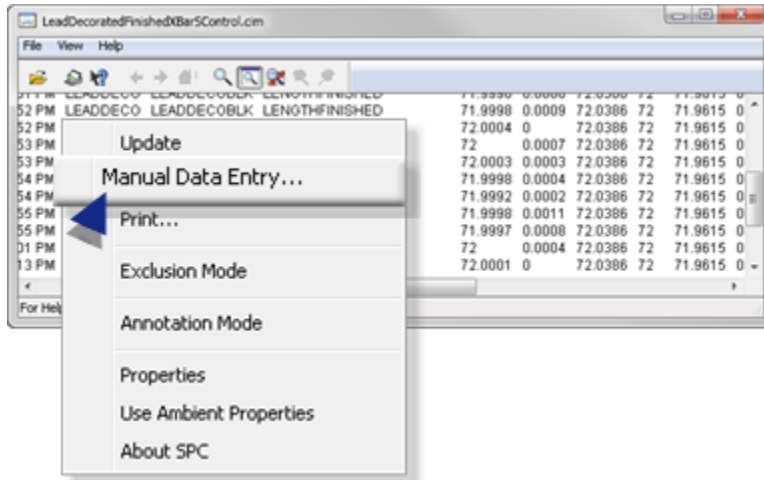 LeadDecoratedFinishedXBarSControl.cim
File View Help
52 PM LEADDECO LEADDECOBLK LENGTHFINISHED 71.9998 0.0009 72.0386 72 71.9615 0
52 PM 72.0004 0 72.0386 72 71.9615 0
53 PM 72 0.0007 72.0386 72 71.9615 0
53 PM 72.0003 0.0003 72.0386 72 71.9615 0
54 PM 71.9998 0.0004 72.0386 72 71.9615 0
54 PM 71.9992 0.0002 72.0386 72 71.9615 0
55 PM 71.9998 0.0011 72.0386 72 71.9615 0
55 PM 71.9997 0.0008 72.0386 72 71.9615 0
01 PM 72 0.0004 72.0386 72 71.9615 0
13 PM 72.0001 0 72.0386 72 71.9615 0
For Help
Update
Manual Data Entry...
Print...
Exclusion Mode
Annotation Mode
Properties
Use Ambient Properties
About SPC